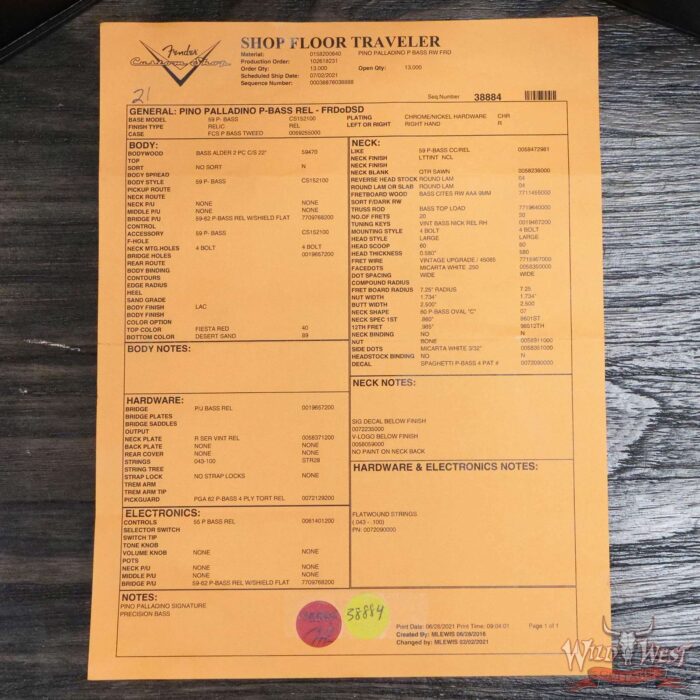 Fender
Custom Shop
SHOP FLOOR TRAVELER
Material: 0158200840 PINO PALLADINO P BASS RW FRD
Production Order: 102618231
Order Qty: 13.000 Open Qty: 13.000
Scheduled Ship Date: 07/02/2021
Sequence Number: 00038676038888
21
Seq Number 38884
GENERAL: PINO PALLADINO P-BASS REL - FRDoDSD
BASE MODEL 59 P- BASS CS152100 PLATING CHROME/NICKEL HARDWARE CHR
FINISH TYPE RELIC REL LEFT OR RIGHT RIGHT HAND R
CASE FCS P BASS TWEED 0059255000
BODY:
BODYWOOD BASS ALDER 2 PC C/S 22" 59470
TOP
SORT NO SORT N
BODY SPREAD
BODY STYLE 59 P- BASS CS152100
PICKUP ROUTE
NECK ROUTE
NECK P/U NONE NONE
MIDDLE P/U NONE NONE
BRIDGE P/U 59-62 P-BASS REL W/SHIELD FLAT 7709768200
CONTROL
ACCESSORY 59 P- BASS CS152100
F-HOLE
NECK MTG.HOLES 4 BOLT 4 BOLT
BRIDGE HOLES 0019657200
REAR ROUTE
BODY BINDING
CONTOURS
EDGE RADIUS
HEEL
SAND GRADE
BODY FINISH LAC
BODY FINISH
COLOR OPTION
TOP COLOR FIESTA RED 40
BOTTOM COLOR DESERT SAND 89
BODY NOTES:
HARDWARE:
BRIDGE P/J BASS REL 0019657200
BRIDGE PLATES
BRIDGE SADDLES
OUTPUT
NECK PLATE R SER VINT REL 0058371200
BACK PLATE NONE NONE
REAR COVER NONE NONE
STRINGS 043-100 STR28
STRING TREE
STRAP LOCK NO STRAP LOCKS NONE
TREM ARM
TREM ARM TIP
PICKGUARD PGA 62 P-BASS 4 PLY TORT REL 0072129200
ELECTRONICS:
CONTROLS 55 P BASS REL 0061401200
SELECTOR SWITCH
SWITCH TIP
TONE KNOB
VOLUME KNOB NONE NONE
POTS
NECK P/U NONE NONE
MIDDLE P/U NONE NONE
BRIDGE P/U 59-62 P-BASS REL W/SHIELD FLAT 7709768200
NECK:
LIKE 59 P-BASS CC/REL 0058472961
NECK FINISH LTTINT NCL
NECK FINISH
NECK BLANK QTR SAWN 0058236000
REVERSE HEAD STOCK ROUND LAM 04
ROUND LAM OR SLAB ROUND LAM 04
FRETBOARD WOOD BASS CITES RW AAA 9MM 7711455000
SORT F/DARK RW
TRUSS ROD BASS TOP LOAD 7719640000
NO.OF FRETS 20 20
TUNING KEYS VINT BASS NICK REL RH 0019467200
MOUNTING STYLE 4 BOLT 4 BOLT
HEAD STYLE LARGE LARGE
HEAD SCOOP 60 60
HEAD THICKNESS 0.580" 580
FRET WIRE VINTAGE UPGRADE / 45085
FACEDOTS MICARTA WHITE .250 0058360000
DOT SPACING WIDE WIDE
COMPOUND RADIUS
FRET BOARD RADIUS 7.25" RADIUS 7.25
NUT WIDTH 1.734" 1.734"
BUTT WIDTH 2.500" 2.500"
NECK SHAPE 60 P-BASS OVAL "C" 07
NECK SPEC 1ST .860" 9601ST
12TH FRET .965" 96512TH
NECK BINDING NO N
NUT BONE 0058911000
SIDE DOTS MICARTA WHITE 3/32" 0058361000
HEADSTOCK BINDING NO N
DECAL SPAGHETTI P-BASS 4 PAT # 0072090000
NECK NOTES:
SIG DECAL BELOW FINISH
0072235000
V-LOGO BELOW FINISH
0058059000
NO PAINT ON NECK BACK
HARDWARE & ELECTRONICS NOTES:
FLATWOUND STRINGS
(.043 - .100)
PN: 0072090000
NOTES:
PINO PALLADINO SIGNATURE
PRECISION BASS
38884
Print Date: 06/28/2021 Print Time: 09:04:01 Page 1 of 1
Created By: MLEWIS 06/28/2016
Changed by: MLEWIS 02/02/2021
WILD WEST
GUITARS